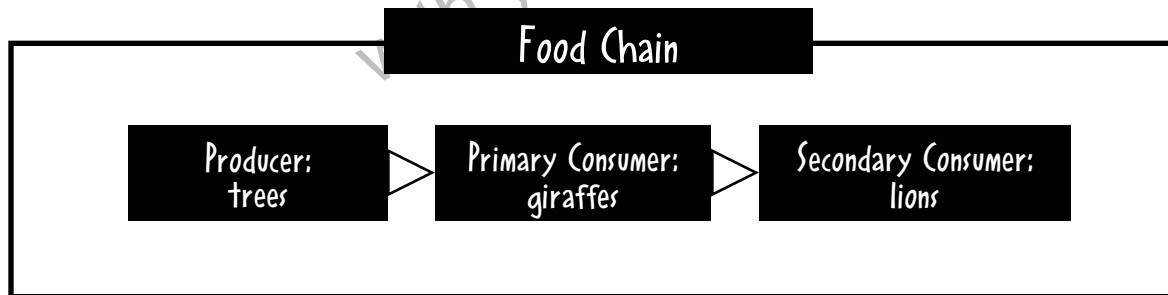 Food Chain
Producer:
trees
Primary Consumer:
giraffes
Secondary Consumer:
lions